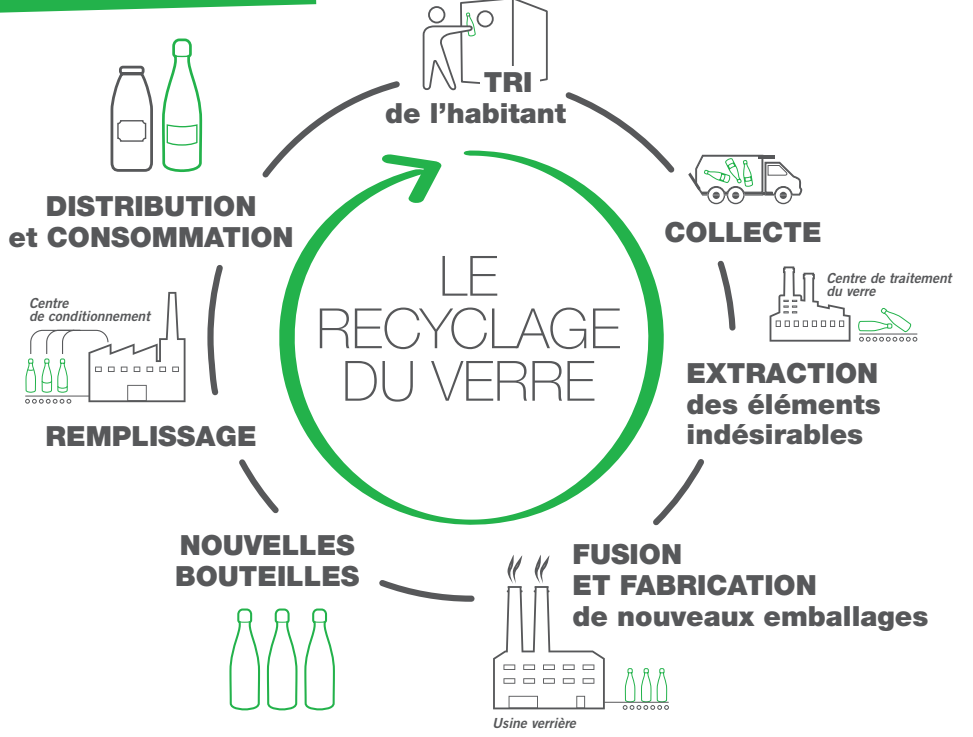 TRI
de l'habitant
COLLECTE
Centre de traitement
du verre
EXTRACTION
des éléments
indésirables
FUSION
ET FABRICATION
de nouveaux emballages
Usine verrière
NOUVELLES
BOUTEILLES
REMPLISSAGE
Centre
de conditionnement
DISTRIBUTION
et CONSOMMATION
LE
RECYCLAGE
DU VERRE